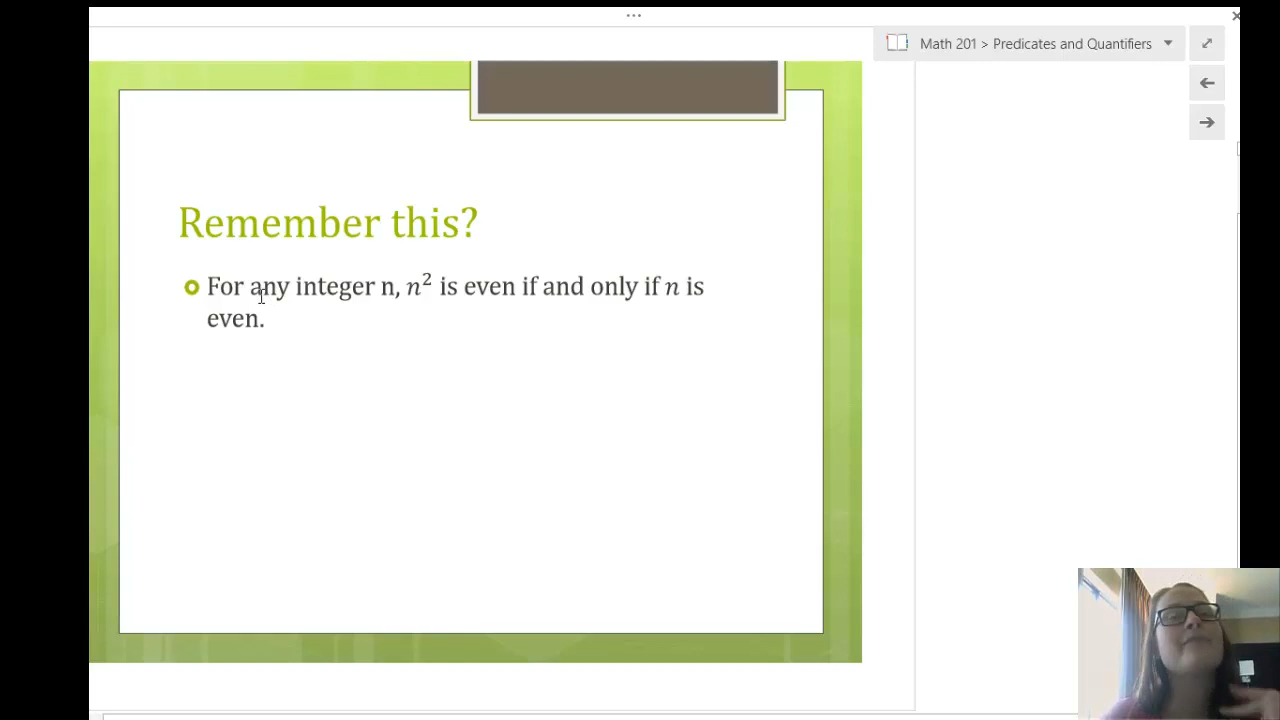 ...
Math 201 > Predicates and Quantifiers
Remember this?
For any integer n, n² is even if and only if n is
even.